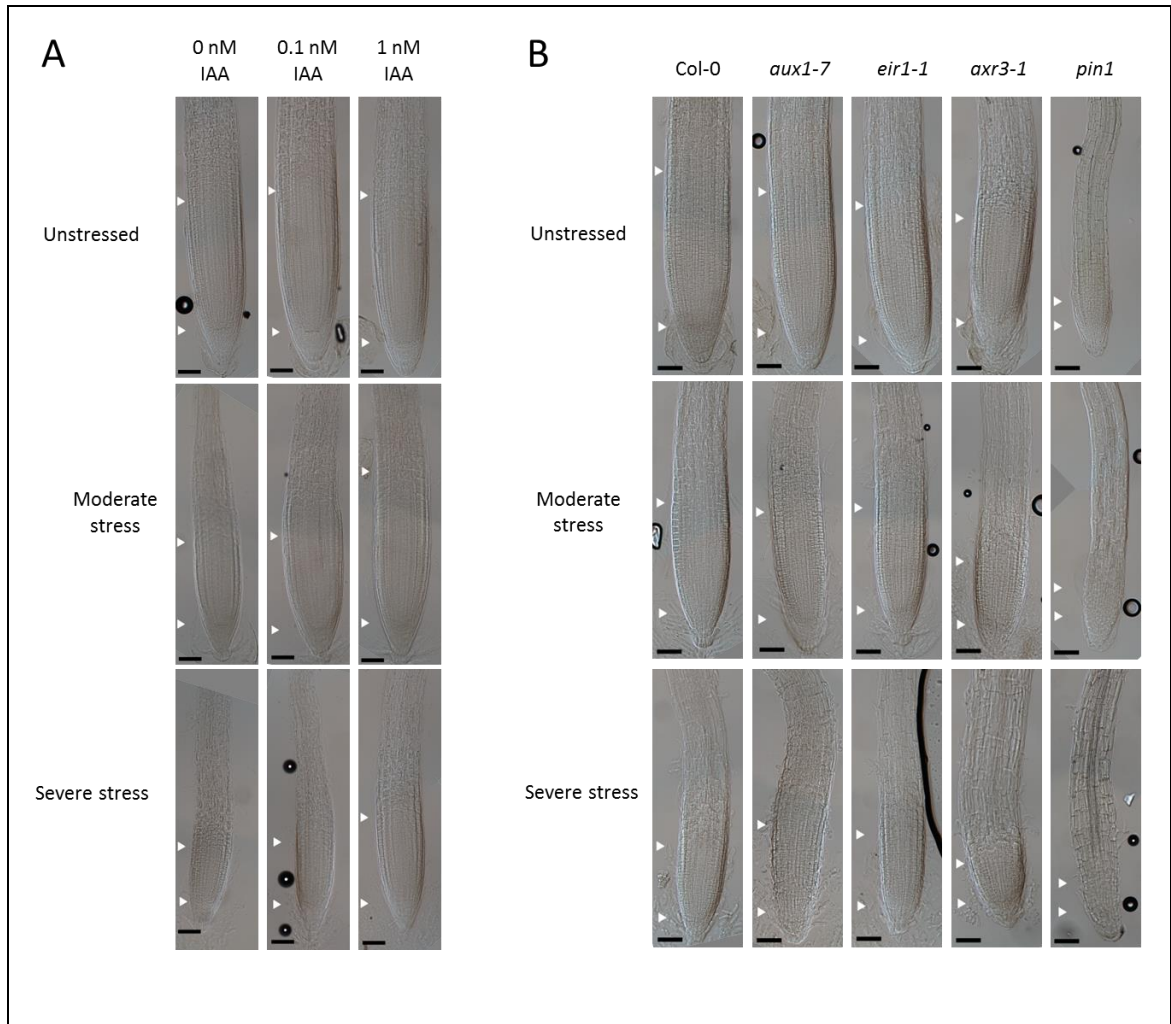 A
0 nM
IAA
0.1 nM
IAA
1 nM
IAA
Unstressed
Moderate
stress
Severe stress
B
Col-0
aux1-7
eir1-1
axr3-1
pin1
Unstressed
Moderate
stress
Severe stress